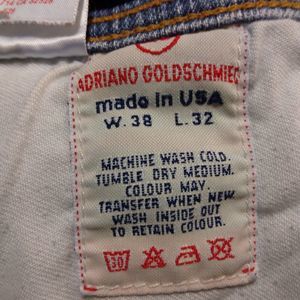 ADRIANO GOLDSCHMIED
made in USA
W. 38 L. 32
MACHINE WASH COLD.
TUMBLE DRY MEDIUM.
COLOUR MAY.
TRANSFER WHEN NEW
WASH INSIDE OUT
TO RETAIN COLOUR.
30